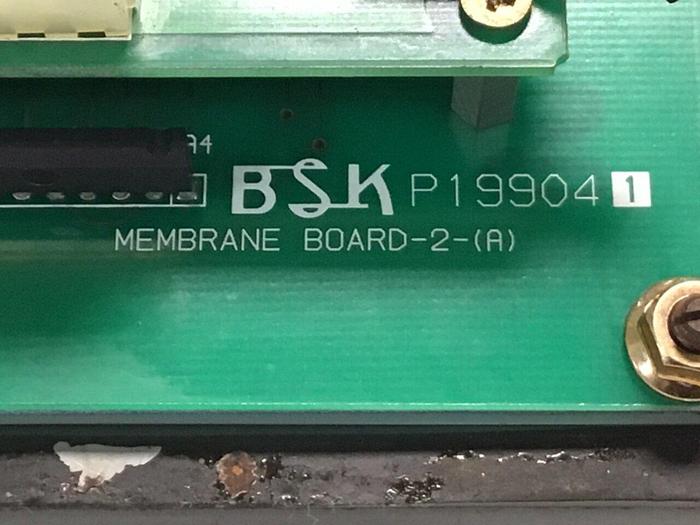 A4
BSK P19904 1
MEMBRANE BOARD-2-(A)